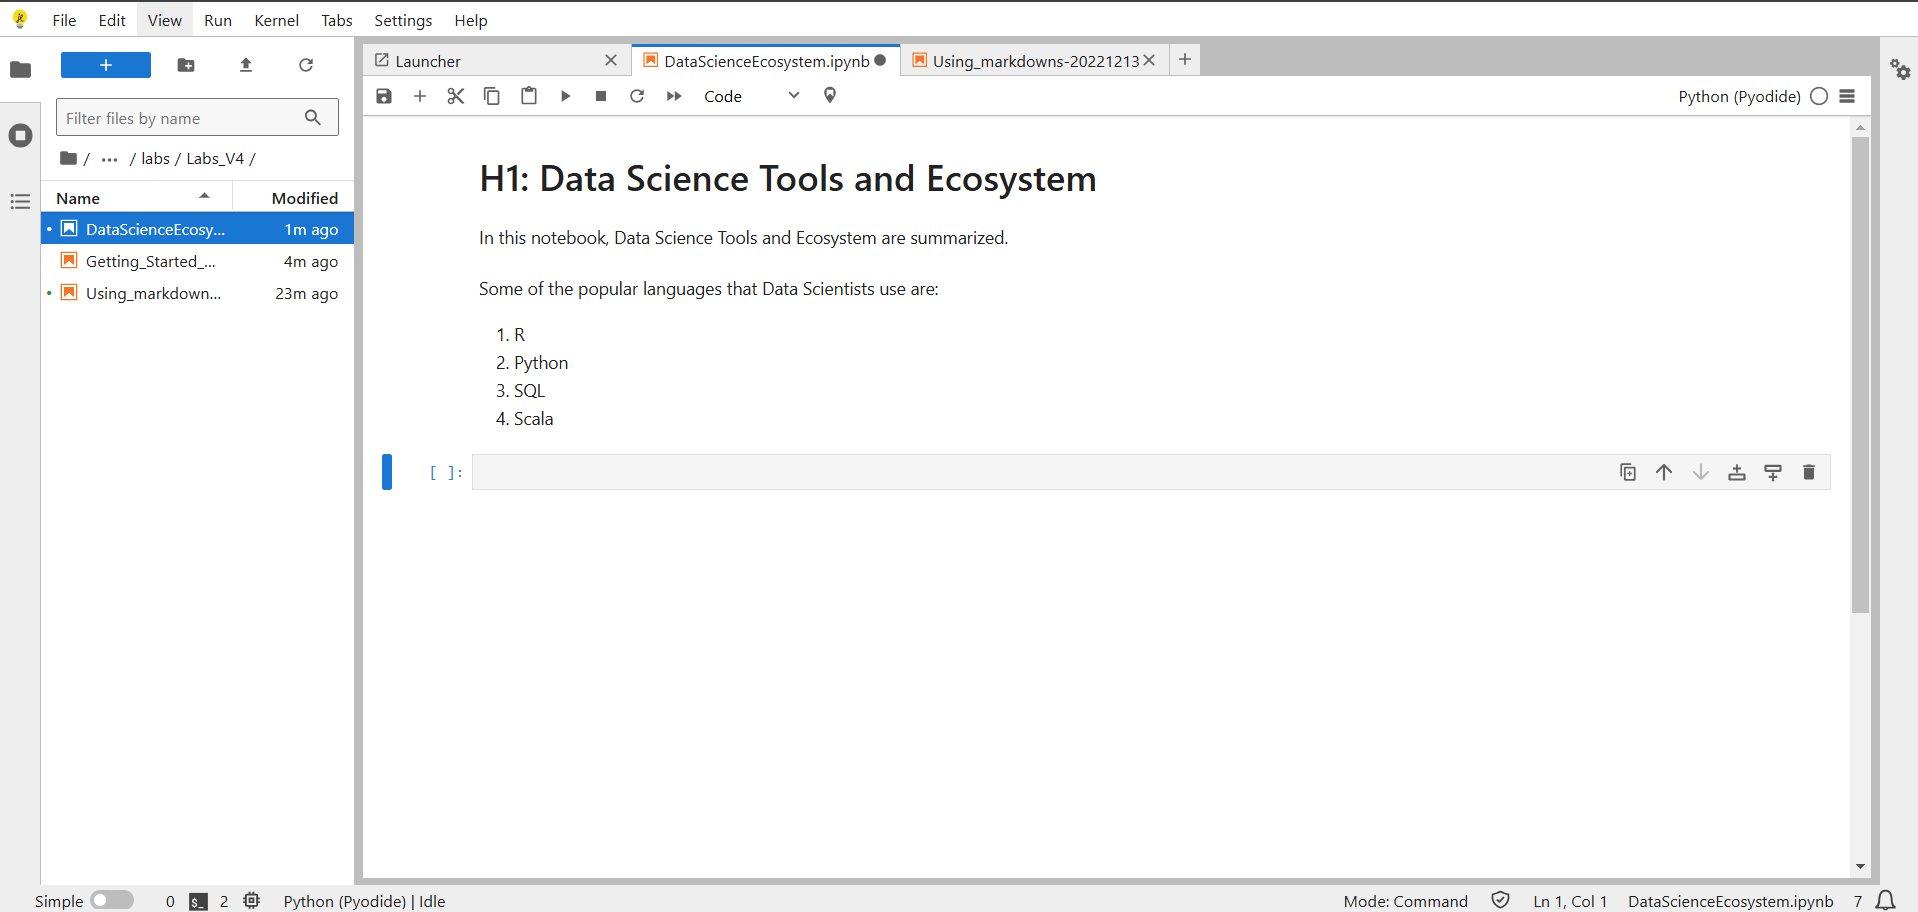 File Edit View Run Kernel Tabs Settings Help
+
Filter files by name
/ ... / labs / Labs_V4 /
Name Modified
• DataScienceEcosy... 1m ago
Getting_Started_... 4m ago
• Using_markdown... 23m ago
Launcher DataScienceEcosystem.ipynb Using_markdowns-20221213 +
Code Python (Pyodide)
H1: Data Science Tools and Ecosystem
In this notebook, Data Science Tools and Ecosystem are summarized.
Some of the popular languages that Data Scientists use are:
1. R
2. Python
3. SQL
4. Scala
[ ]:
Simple 0 $_ 2 Python (Pyodide) | Idle Mode: Command Ln 1, Col 1 DataScienceEcosystem.ipynb 7